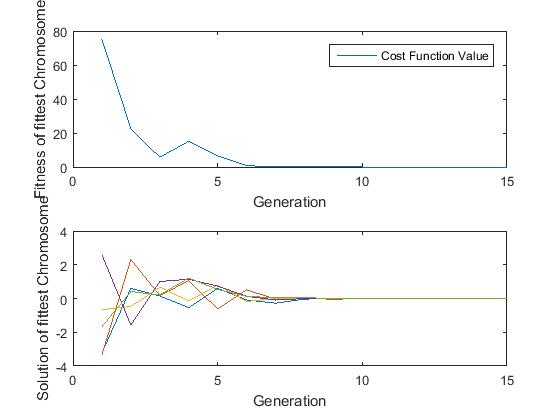 Fitness of fittest Chromosome
80
60
40
20
0
Cost Function Value
0 5 10 15
Generation
Solution of fittest Chromosome
4
2
0
-2
-4
0 5 10 15
Generation